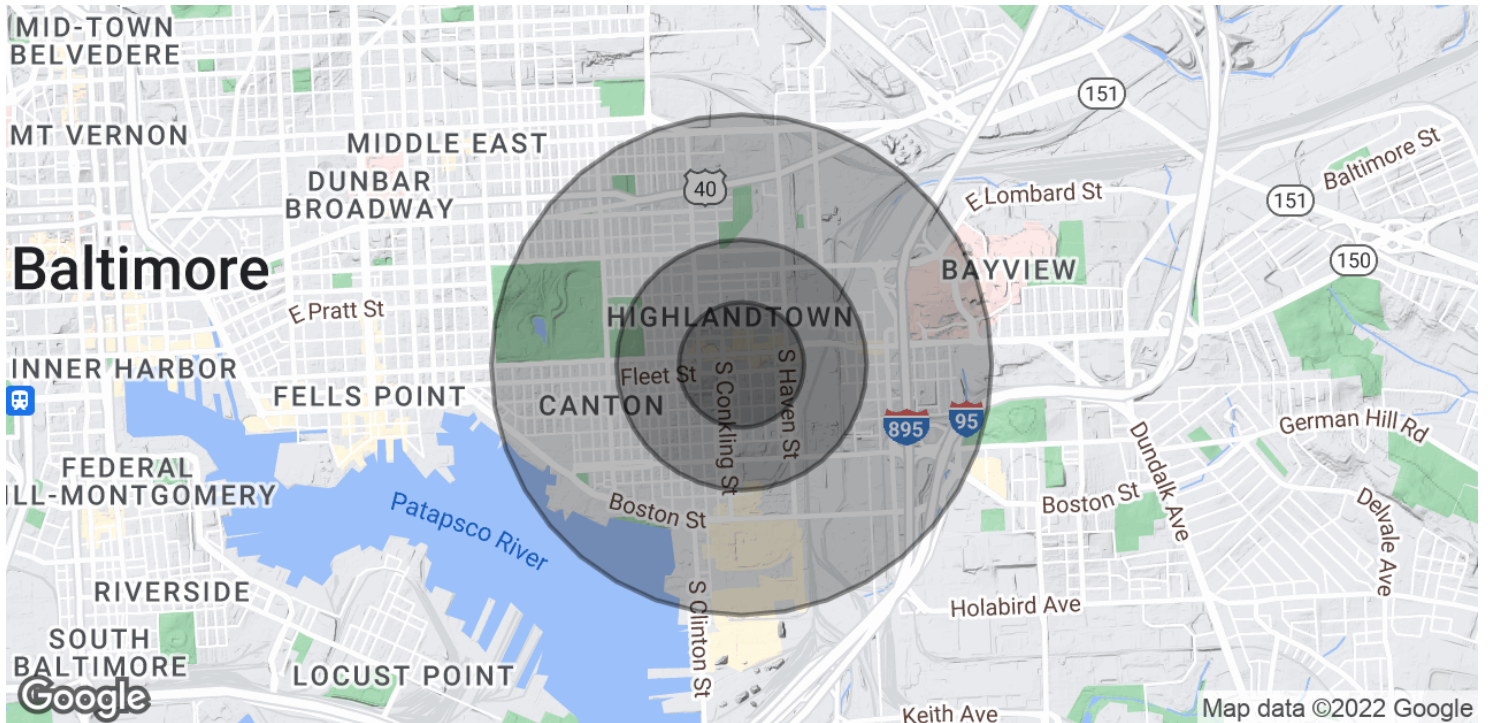 MID-TOWN
BELVEDERE
151
MT VERNON
MIDDLE EAST
Baltimore St
DUNBAR
BROADWAY
40
E Lombard St
151
Baltimore
BAYVIEW
150
E Pratt St
HIGHLANDTOWN
INNER HARBOR
Fleet St
S Conkling St
S Haven St
FELLS POINT
CANTON
895
95
German Hill Rd
Dundalk Ave
FEDERAL
ILL-MONTGOMERY
Patapsco River
Boston St
Boston St
Delvale Ave
RIVERSIDE
S Clinton St
Holabird Ave
SOUTH
BALTIMORE
LOCUST POINT
Google
Keith Ave
Map data ©2022 Google